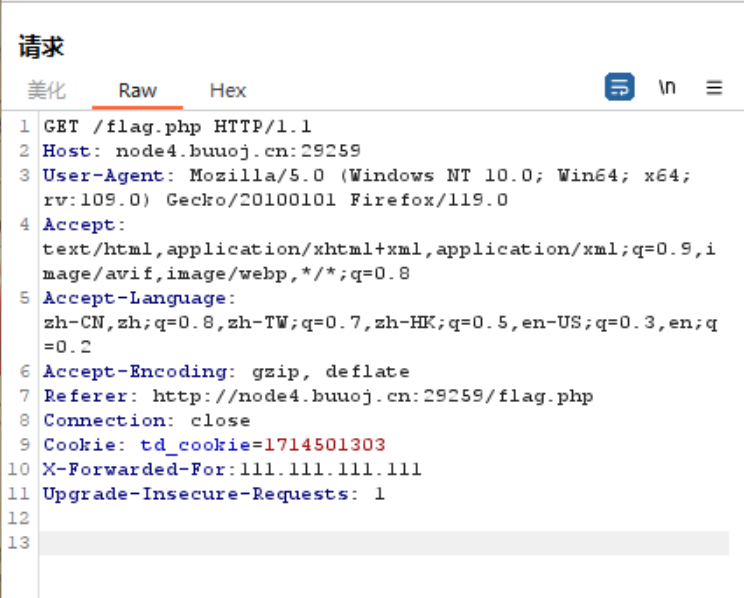 请求
美化 Raw Hex \n
1 GET /flag.php HTTP/1.1
2 Host: node4.buuoj.cn:29259
3 User-Agent: Mozilla/5.0 (Windows NT 10.0; Win64; x64;
rv:109.0) Gecko/20100101 Firefox/119.0
4 Accept:
text/html,application/xhtml+xml,application/xml;q=0.9,i
mage/avif,image/webp,*/*;q=0.8
5 Accept-Language:
zh-CN,zh;q=0.8,zh-TW;q=0.7,zh-HK;q=0.5,en-US;q=0.3,en;q
=0.2
6 Accept-Encoding: gzip, deflate
7 Referer: http://node4.buuoj.cn:29259/flag.php
8 Connection: close
9 Cookie: td_cookie=1714501303
10 X-Forwarded-For:111.111.111.111
11 Upgrade-Insecure-Requests: 1
12
13